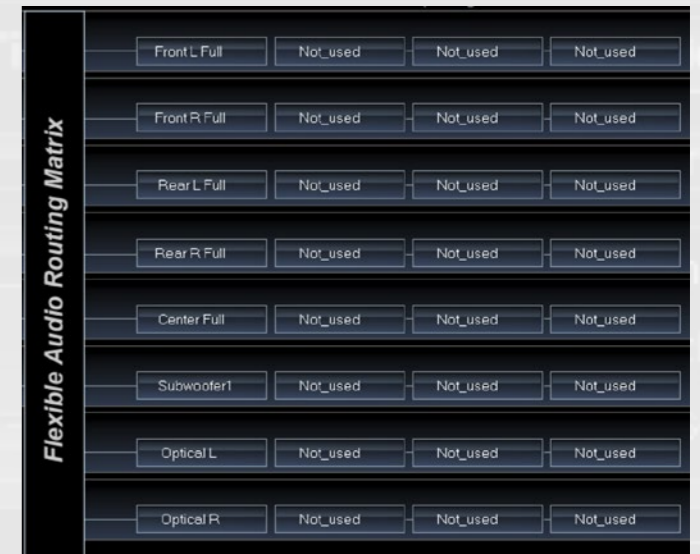 Flexible Audio Routing Matrix
Front L Full Not_used Not_used Not_used
Front R Full Not_used Not_used Not_used
Rear L Full Not_used Not_used Not_used
Rear R Full Not_used Not_used Not_used
Center Full Not_used Not_used Not_used
Subwoofer1 Not_used Not_used Not_used
Optical L Not_used Not_used Not_used
Optical R Not_used Not_used Not_used